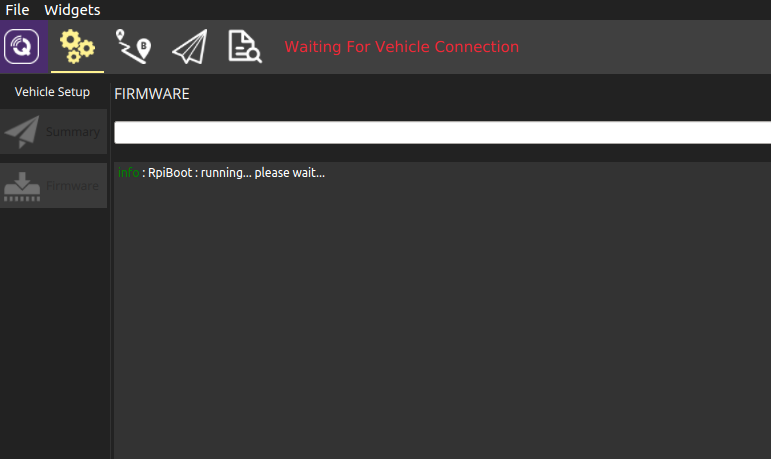 File Widgets
A B Waiting For Vehicle Connection
Vehicle Setup
FIRMWARE
Summary
info : RpiBoot : running... please wait...
Firmware